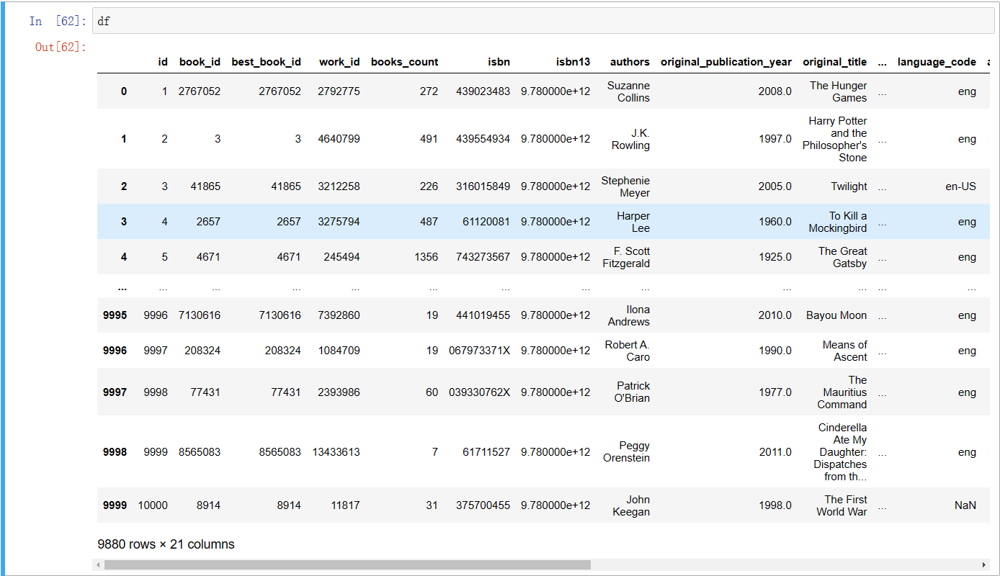 In [62]: df
Out[62]:
id book_id best_book_id work_id books_count isbn isbn13 authors original_publication_year original_title ... language_code a
0 1 2767052 2767052 2792775 272 439023483 9.780000e+12 Suzanne Collins 2008.0 The Hunger Games ... eng
1 2 3 3 4640799 491 439554934 9.780000e+12 J.K. Rowling 1997.0 Harry Potter and the Philosopher's Stone ... eng
2 3 41865 41865 3212258 226 316015849 9.780000e+12 Stephenie Meyer 2005.0 Twilight ... en-US
3 4 2657 2657 3275794 487 61120081 9.780000e+12 Harper Lee 1960.0 To Kill a Mockingbird ... eng
4 5 4671 4671 245494 1356 743273567 9.780000e+12 F. Scott Fitzgerald 1925.0 The Great Gatsby ... eng
... ... ... ... ... ... ... ... ... ... ... ... ...
9995 9996 7130616 7130616 7392860 19 441019455 9.780000e+12 Ilona Andrews 2010.0 Bayou Moon ... eng
9996 9997 208324 208324 1084709 19 067973371X 9.780000e+12 Robert A. Caro 1990.0 Means of Ascent ... eng
9997 9998 77431 77431 2393986 60 039330762X 9.780000e+12 Patrick O'Brian 1977.0 The Mauritius Command ... eng
9998 9999 8565083 8565083 13433613 7 61711527 9.780000e+12 Peggy Orenstein 2011.0 Cinderella Ate My Daughter: Dispatches from th... ... eng
9999 10000 8914 8914 11817 31 375700455 9.780000e+12 John Keegan 1998.0 The First World War ... NaN
9880 rows × 21 columns